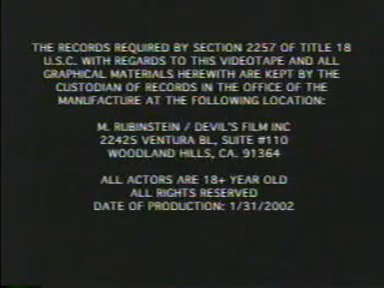 THE RECORDS REQUIRED BY SECTION 2257 OF TITLE 18
U.S.C. WITH REGARDS TO THIS VIDEOTAPE AND ALL
GRAPHICAL MATERIALS HEREWITH ARE KEPT BY THE
CUSTODIAN OF RECORDS IN THE OFFICE OF THE
MANUFACTURE AT THE FOLLOWING LOCATION:
M. RUBINSTEIN / DEVIL'S FILM INC
22425 VENTURA BL, SUITE #110
WOODLAND HILLS, CA. 91364
ALL ACTORS ARE 18+ YEAR OLD
ALL RIGHTS RESERVED
DATE OF PRODUCTION: 1/31/2002